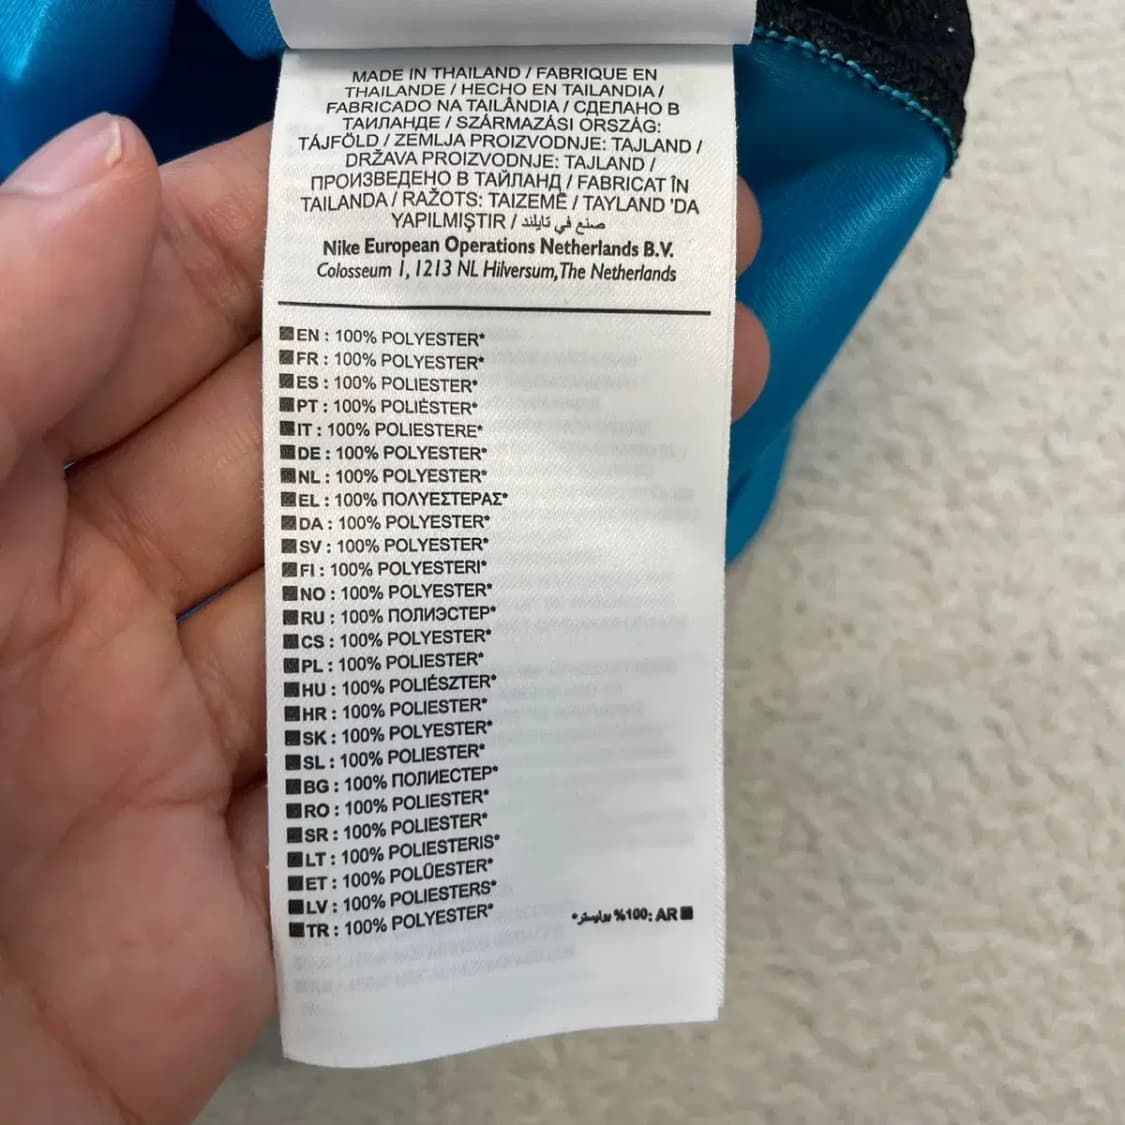 MADE IN THAILAND / FABRIQUE EN
THAILANDE / HECHO EN TAILANDIA /
FABRICADO NA TAILÂNDIA / СДЕЛАНО В
ТАИЛАНДЕ / SZÁRMAZÁSI ORSZÁG:
TÁJFÖLD / ZEMLJA PROIZVODNJE: TAJLAND /
DRŽAVA PROIZVODNJE: TAJLAND /
ПРОИЗВЕДЕНО В ТАЙЛАНД / FABRICAT ÎN
TAILANDA / RAŽOTS: TAIZEMĒ / TAYLAND 'DA
YAPILMIŞTIR / صنع في تايلند
Nike European Operations Netherlands B.V.
Colosseum 1, 1213 NL Hilversum, The Netherlands
EN : 100% POLYESTER*
FR : 100% POLYESTER*
ES : 100% POLIESTER*
PT : 100% POLIÉSTER*
IT : 100% POLIESTERE*
DE : 100% POLYESTER*
NL : 100% POLYESTER*
EL : 100% ΠΟΛΥΕΣΤΕΡΑΣ*
DA : 100% POLYESTER*
SV : 100% POLYESTER*
FI : 100% POLYESTERI*
NO : 100% POLYESTER*
RU : 100% ПОЛИЭСТЕР*
CS : 100% POLYESTER*
PL : 100% POLIESTER*
HU : 100% POLIÉSZTER*
HR : 100% POLIESTER*
SK : 100% POLYESTER*
SL : 100% POLIESTER*
BG : 100% ПОЛИЕСТЕР*
RO : 100% POLIESTER*
SR : 100% POLIESTER*
LT : 100% POLIESTERIS*
ET : 100% POLÜESTER*
LV : 100% POLIESTERS*
TR : 100% POLYESTER*
AR :100% بوليستر*